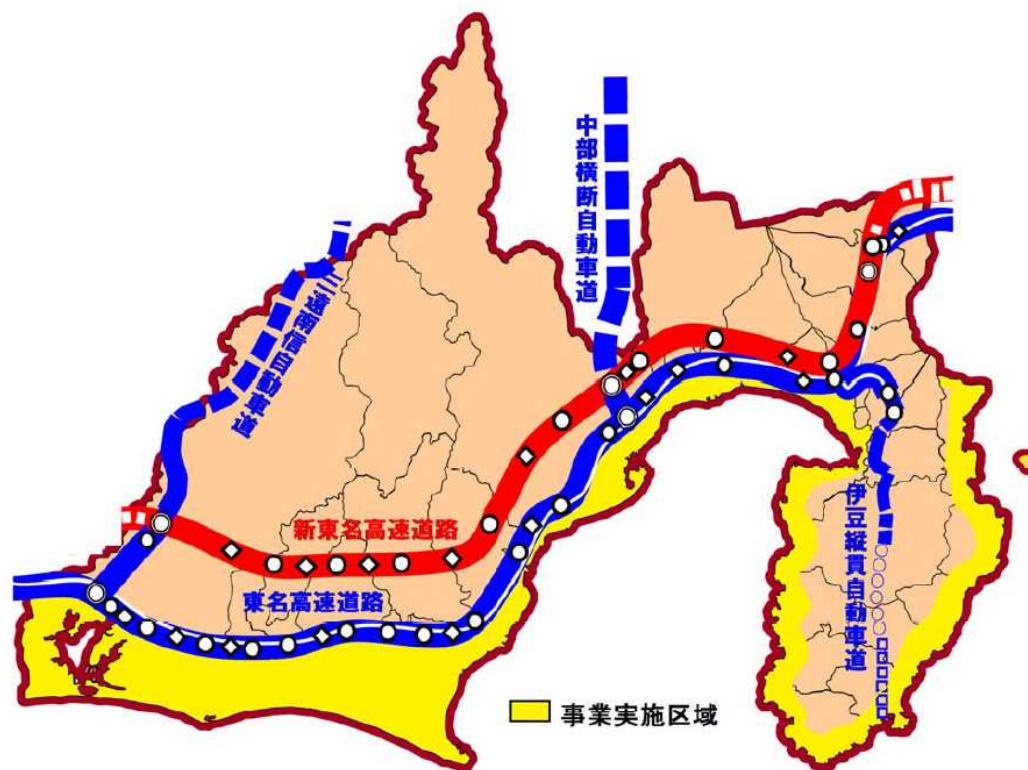 中部横断自動車道
三遠南信自動車道
新東名高速道路
東名高速道路
伊豆縦貫自動車道
事業実施区域